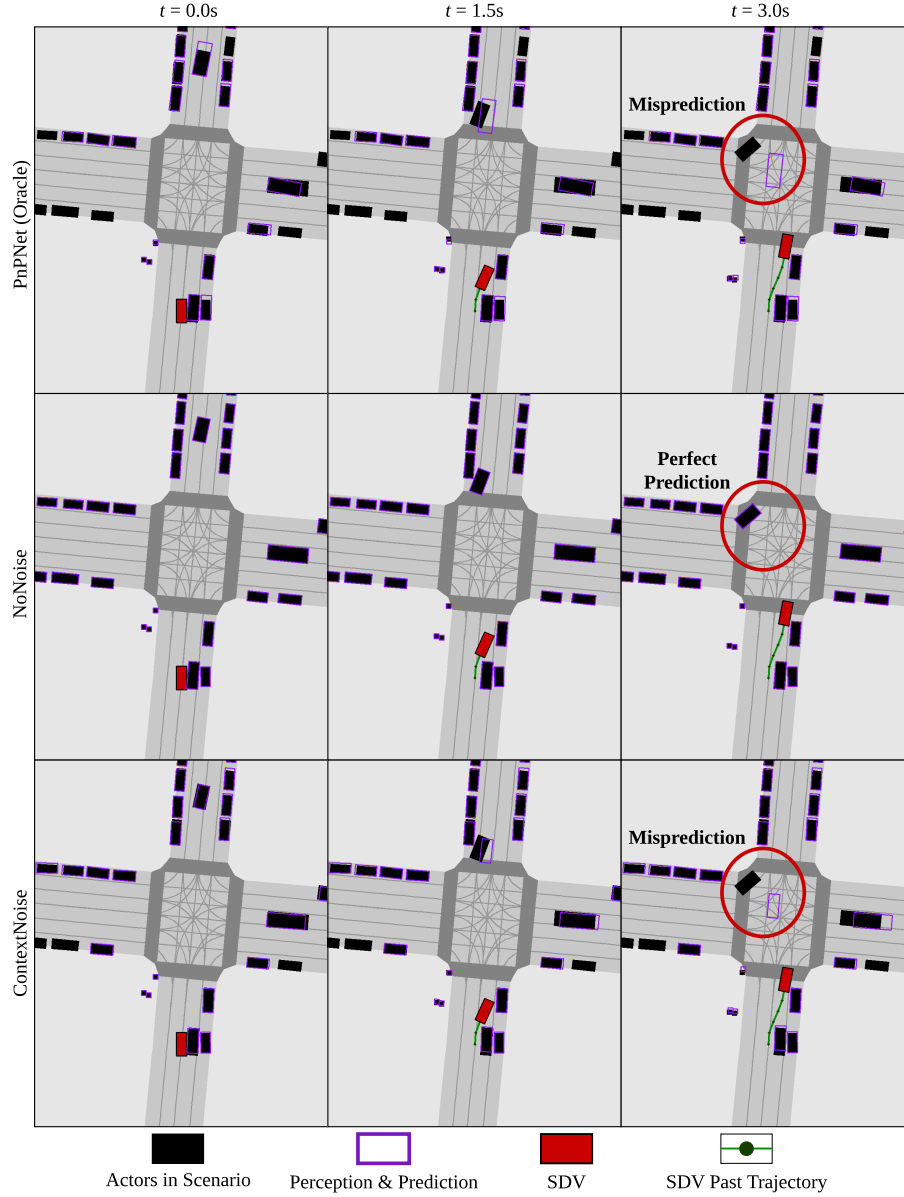 t = 0.0s
t = 1.5s
t = 3.0s
PnPNet (Oracle)
Misprediction
NoNoise
Perfect
Prediction
ContextNoise
Misprediction
Actors in Scenario
Perception & Prediction
SDV
SDV Past Trajectory